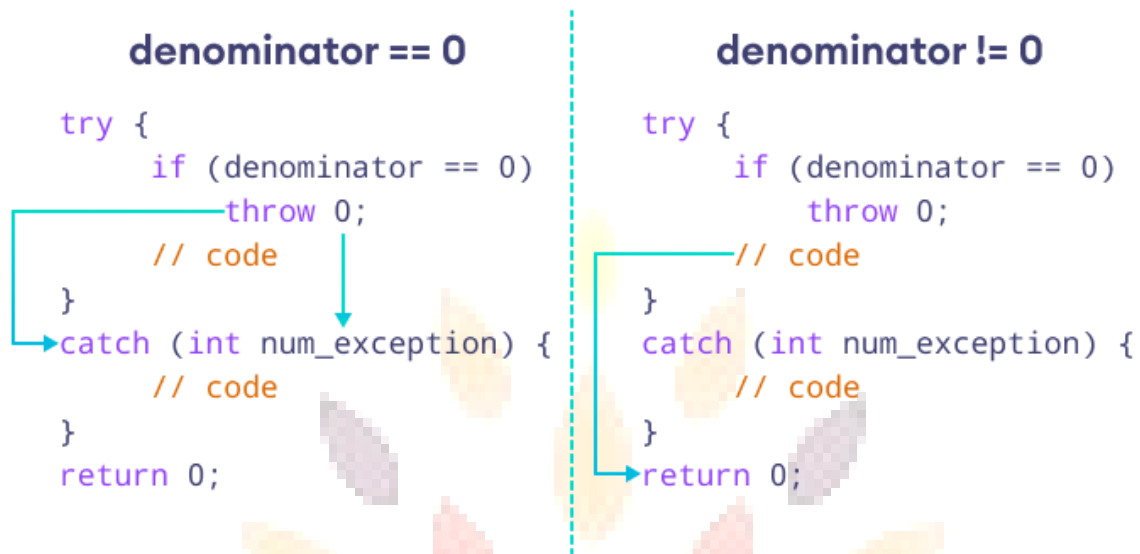 denominator == 0
try {
if (denominator == 0)
throw 0;
// code
}
catch (int num_exception) {
// code
}
return 0;
denominator != 0
try {
if (denominator == 0)
throw 0;
// code
}
catch (int num_exception) {
// code
}
return 0;